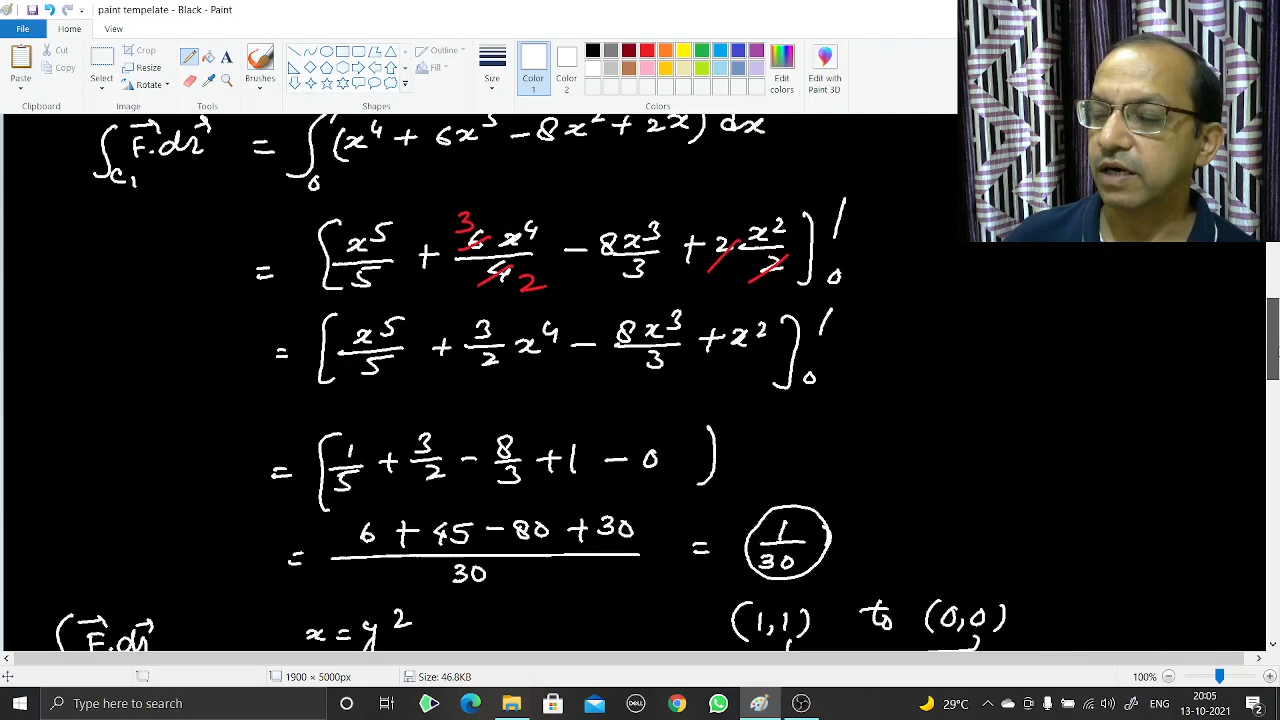 paint tempelate - Black - Paint
File Home View
Paste Cut Copy Clipboard
Select Crop Resize Rotate Image
Tools
Brushes
Outline Fill Shapes
Size
Color 1 Color 2 Edit colors Colors
Edit with Paint 3D
∫_{C₁} F⃗.dr⃗ = ∫₀ (x⁴ + 6x³ - 8x² + 2x) dx
= [x⁵/5 + 6x⁴/4 - 8x³/3 + 2x²/2]₀¹
3 2
= [x⁵/5 + 3/2 x⁴ - 8x³/3 + x²]₀¹
= [1/5 + 3/2 - 8/3 + 1 - 0)
= (6 + 45 - 80 + 30)/30 = 1/30
∫ F⃗.dr⃗ x = y² (1,1) to (0,0)
1900 × 5000px Size: 46.8KB 100%
Type here to search
DELL
29°C
20:05
13-10-2021
2